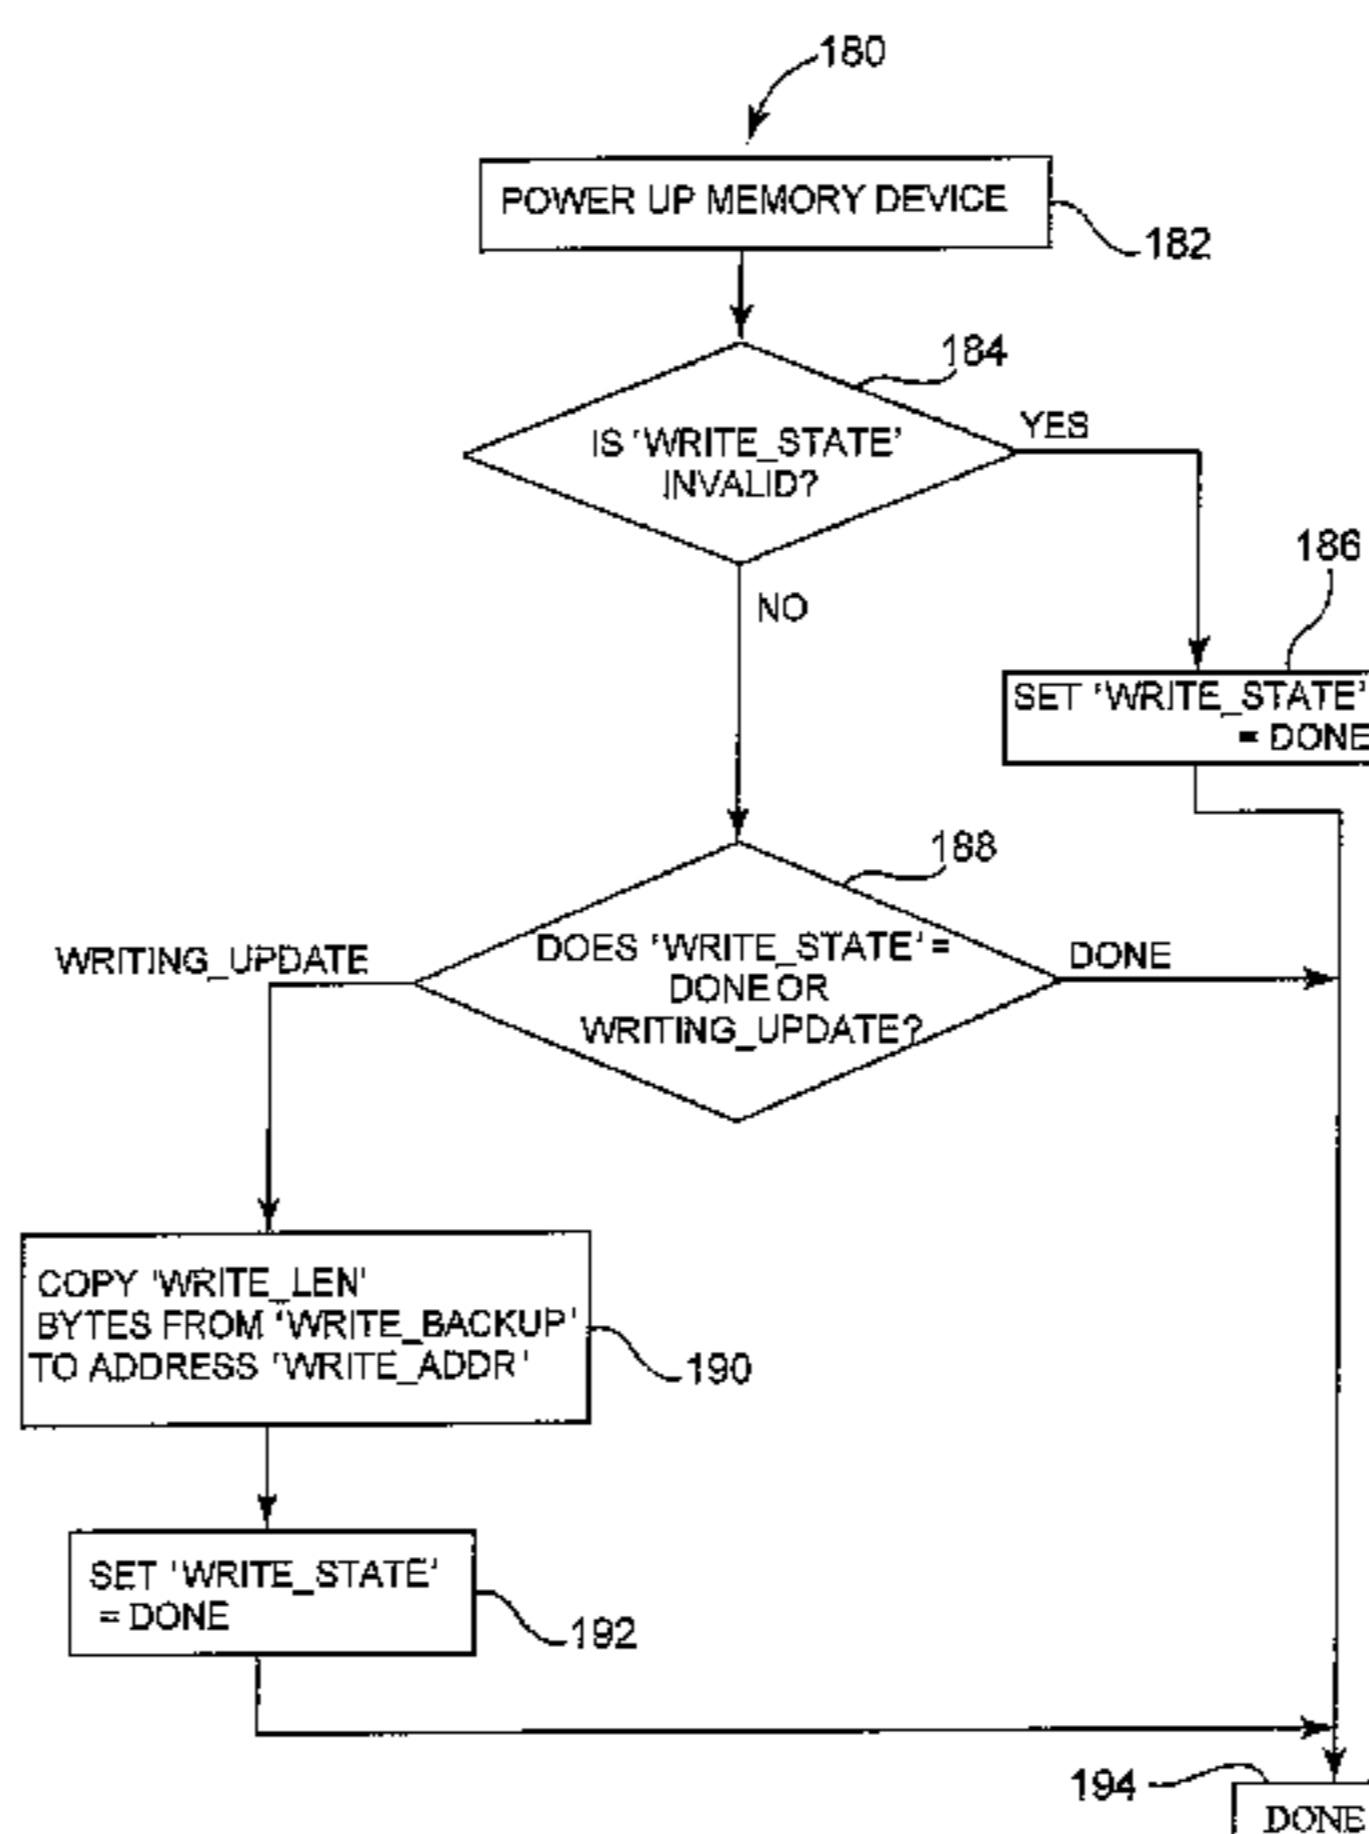 180
POWER UP MEMORY DEVICE
182
184
IS 'WRITE_STATE'
INVALID?
YES
NO
186
SET 'WRITE_STATE'
= DONE
188
DOES 'WRITE_STATE' =
DONE OR
WRITING_UPDATE?
WRITING_UPDATE
DONE
COPY 'WRITE_LEN'
BYTES FROM 'WRITE_BACKUP'
TO ADDRESS 'WRITE_ADDR'
190
SET 'WRITE_STATE'
= DONE
192
194
DONE